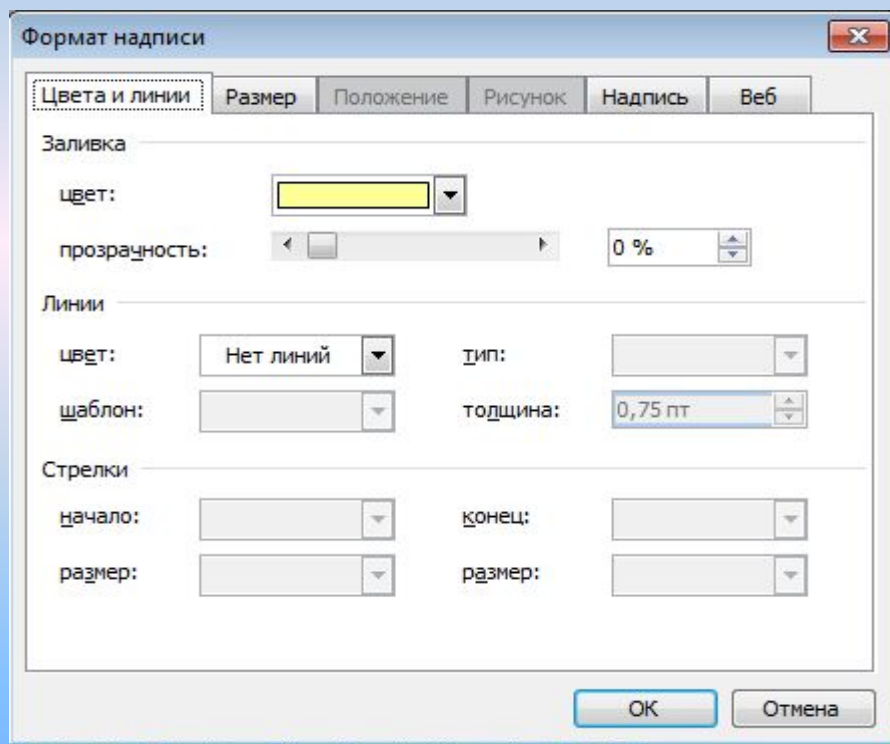 Формат надписи
Цвета и линии Размер Положение Рисунок Надпись Веб
Заливка
цвет:
прозрачность: 0 %
Линии
цвет: Нет линий тип:
шаблон: толщина: 0,75 пт
Стрелки
начало: конец:
размер: размер:
ОК Отмена